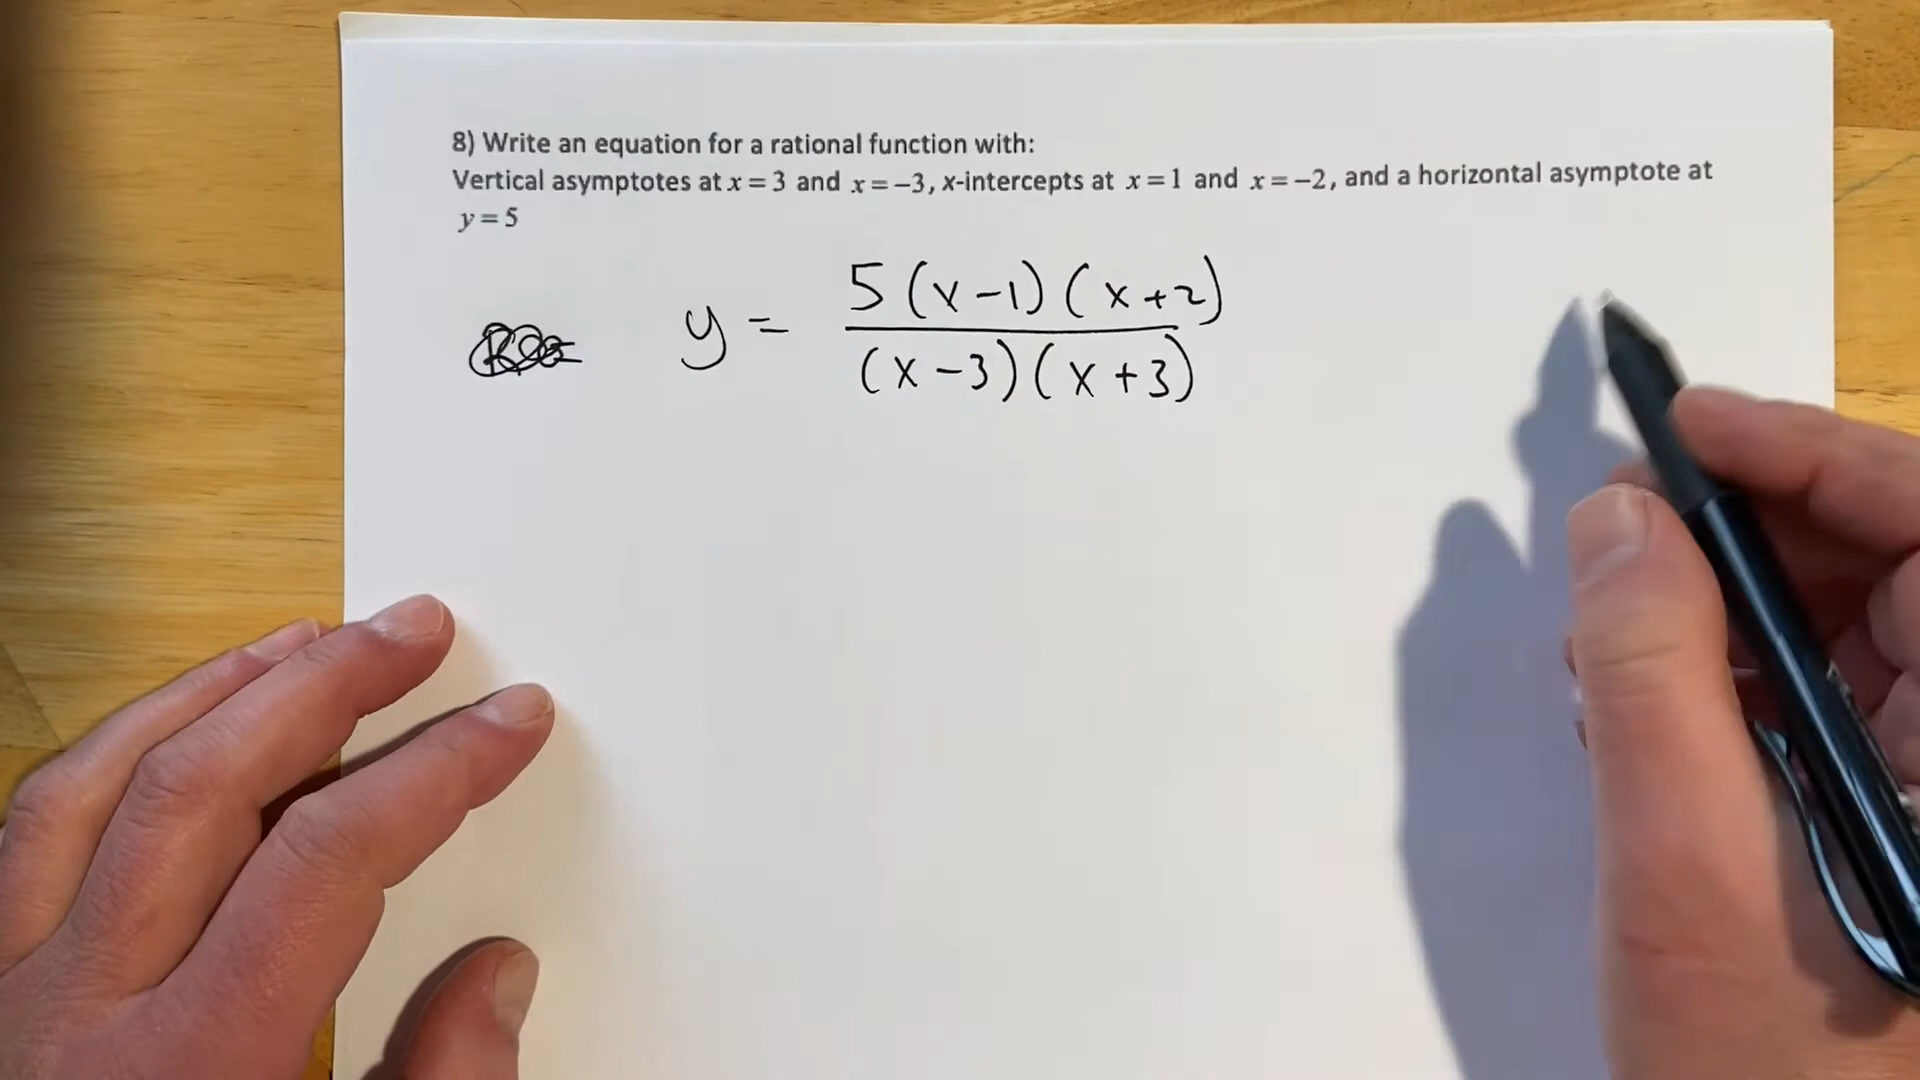 8) Write an equation for a rational function with:
Vertical asymptotes at x = 3 and x = −3, x-intercepts at x = 1 and x = −2, and a horizontal asymptote at
y = 5
y = 5(x-1)(x+2)
(x-3)(x+3)